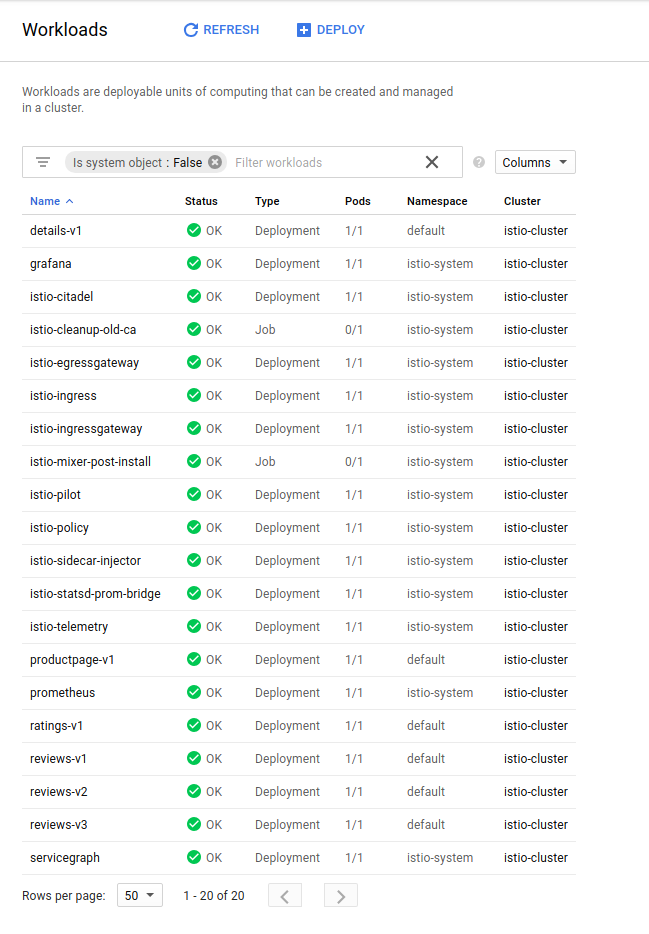 Workloads REFRESH DEPLOY
Workloads are deployable units of computing that can be created and managed
in a cluster.
Is system object : False Filter workloads ? Columns
Name Status Type Pods Namespace Cluster
details-v1 OK Deployment 1/1 default istio-cluster
grafana OK Deployment 1/1 istio-system istio-cluster
istio-citadel OK Deployment 1/1 istio-system istio-cluster
istio-cleanup-old-ca OK Job 0/1 istio-system istio-cluster
istio-egressgateway OK Deployment 1/1 istio-system istio-cluster
istio-ingress OK Deployment 1/1 istio-system istio-cluster
istio-ingressgateway OK Deployment 1/1 istio-system istio-cluster
istio-mixer-post-install OK Job 0/1 istio-system istio-cluster
istio-pilot OK Deployment 1/1 istio-system istio-cluster
istio-policy OK Deployment 1/1 istio-system istio-cluster
istio-sidecar-injector OK Deployment 1/1 istio-system istio-cluster
istio-statsd-prom-bridge OK Deployment 1/1 istio-system istio-cluster
istio-telemetry OK Deployment 1/1 istio-system istio-cluster
productpage-v1 OK Deployment 1/1 default istio-cluster
prometheus OK Deployment 1/1 istio-system istio-cluster
ratings-v1 OK Deployment 1/1 default istio-cluster
reviews-v1 OK Deployment 1/1 default istio-cluster
reviews-v2 OK Deployment 1/1 default istio-cluster
reviews-v3 OK Deployment 1/1 default istio-cluster
servicegraph OK Deployment 1/1 istio-system istio-cluster
Rows per page: 50 1 - 20 of 20